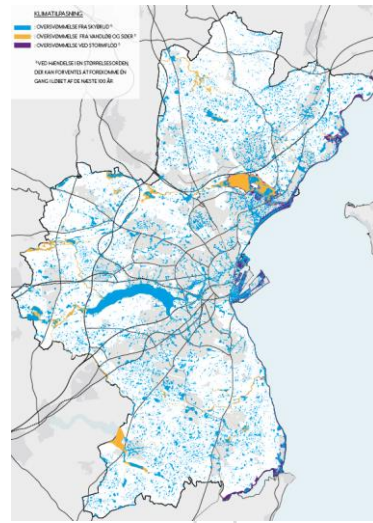 KLIMATILPASNING
OVERSVØMMELSE FRA SKYBRUD *
OVERSVØMMELSE FRA VANDLØB OG SØER *
OVERSVØMMELSE VED STORMFLOD *
*VED HÆNDELSE I EN STØRRELSESORDEN,
DER KAN FORVENTES AT FOREKOMME ÉN
GANG I LØBET AF DE NÆSTE 100 ÅR